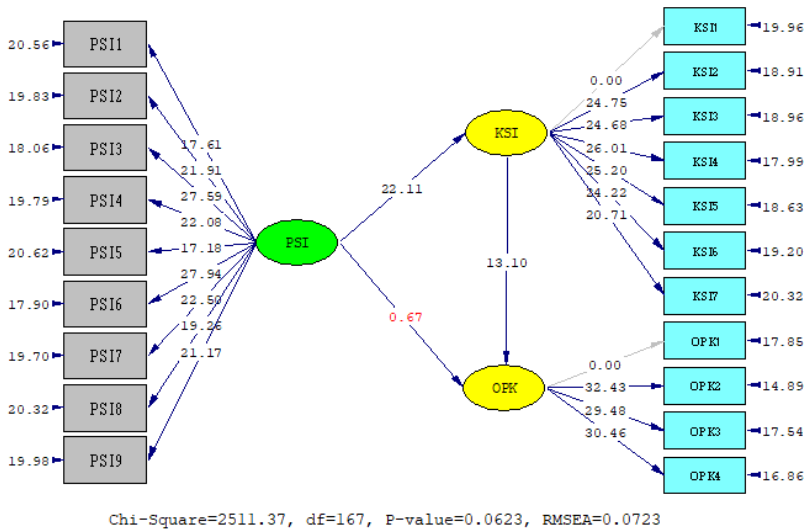 20.56 PSI1
19.83 PSI2
18.06 PSI3
19.79 PSI4
20.62 PSI5
17.90 PSI6
19.70 PSI7
20.32 PSI8
19.98 PSI9
17.61
21.91
27.59
22.08
17.18
27.94
22.50
19.26
21.17
PSI
22.11
0.67
KSI
13.10
OPK
0.00
24.75
24.68
26.01
25.20
24.22
20.71
0.00
32.43
29.48
30.46
KSI1 19.96
KSI2 18.91
KSI3 18.96
KSI4 17.99
KSI5 18.63
KSI6 19.20
KSI7 20.32
OPK1 17.85
OPK2 14.89
OPK3 17.54
OPK4 16.86
Chi-Square=2511.37, df=167, P-value=0.0623, RMSEA=0.0723